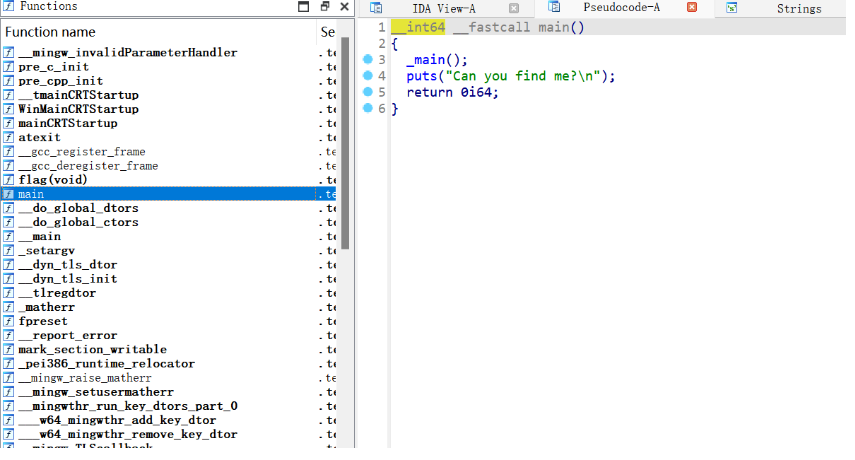 Functions
Function name Se
__mingw_invalidParameterHandler .te
pre_c_init .te
pre_cpp_init .te
__tmainCRTStartup .te
WinMainCRTStartup .te
mainCRTStartup .te
atexit .te
__gcc_register_frame .te
__gcc_deregister_frame .te
flag(void) .te
main .te
__do_global_dtors .te
__do_global_ctors .te
__main .te
_setargv .te
__dyn_tls_dtor .te
__dyn_tls_init .te
__tlregdtor .te
_matherr .te
fpreset .te
__report_error .te
mark_section_writable .te
_pei386_runtime_relocator .te
__mingw_raise_matherr .te
__mingw_setusermatherr .te
__mingwthr_run_key_dtors_part_0 .te
___w64_mingwthr_add_key_dtor .te
___w64_mingwthr_remove_key_dtor .te
__mingw_TLScallback .te
IDA View-A Pseudocode-A Strings
1 __int64 __fastcall main()
2 {
3 _main();
4 puts("Can you find me?\n");
5 return 0i64;
6 }